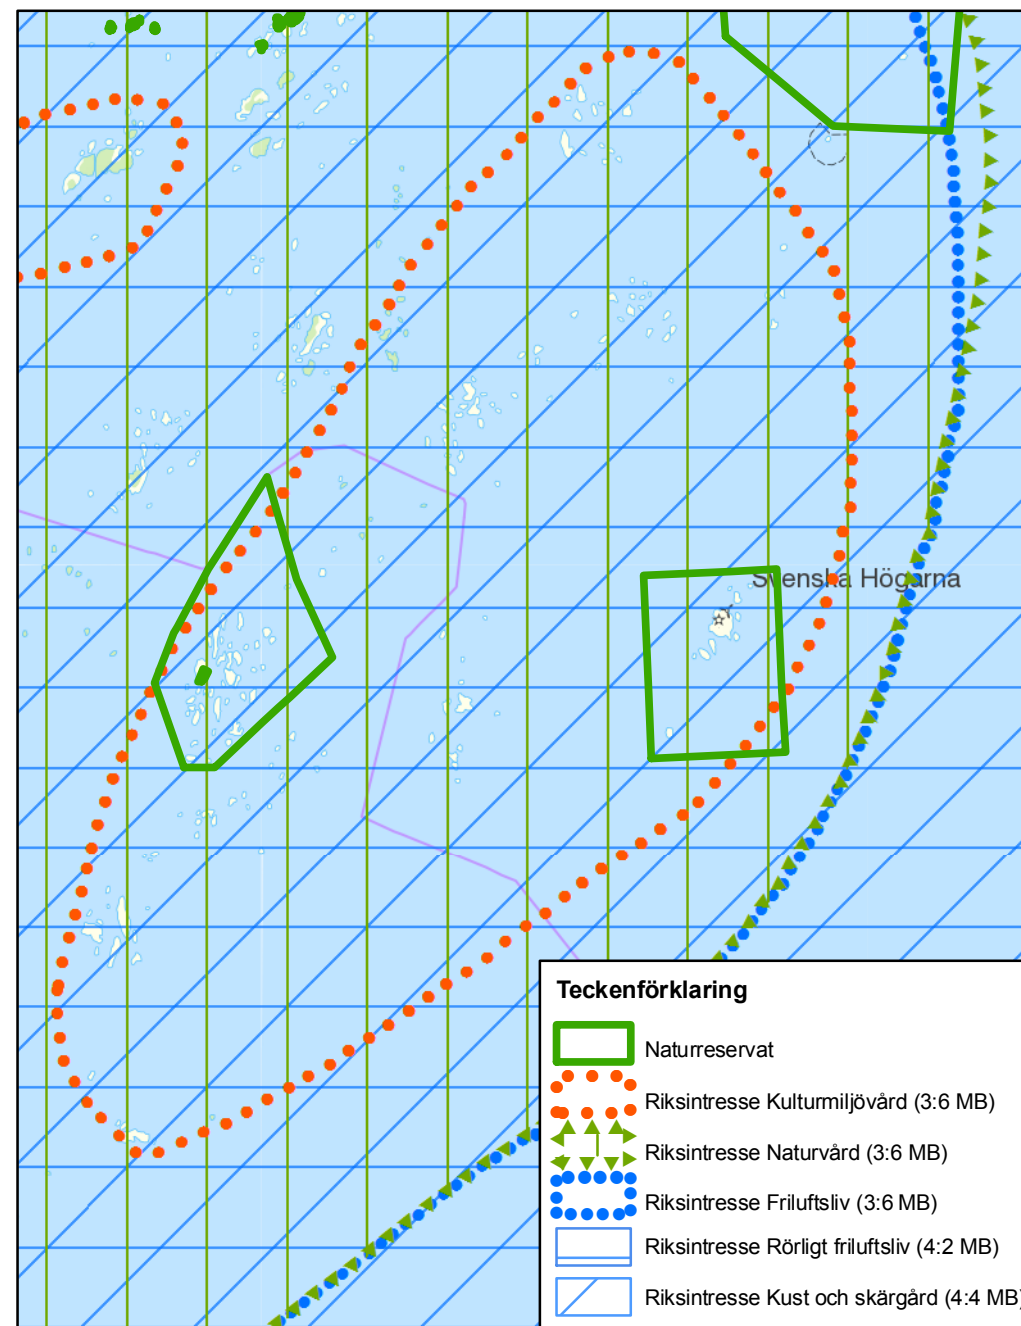 Svenska Högarna
Teckenförklaring
Naturreservat
Riksintresse Kulturmiljövård (3:6 MB)
Riksintresse Naturvård (3:6 MB)
Riksintresse Friluftsliv (3:6 MB)
Riksintresse Rörligt friluftsliv (4:2 MB)
Riksintresse Kust och skärgård (4:4 MB)